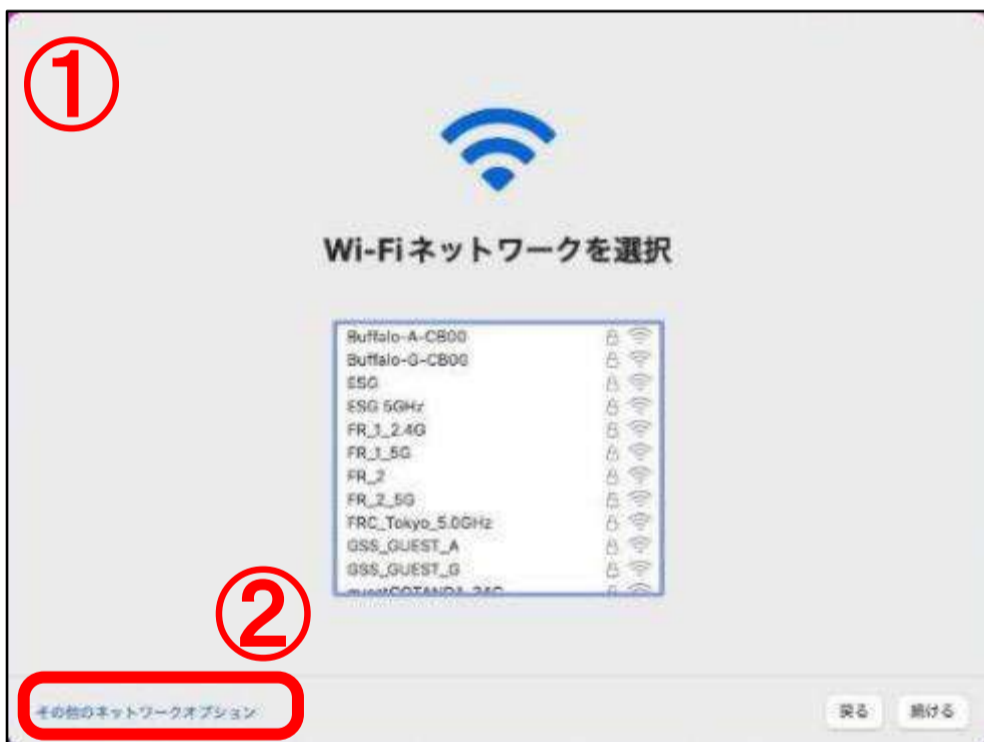 ①
Wi-Fiネットワークを選択
Buffalo-A-CB00
Buffalo-G-CB00
ESG
ESG 5GHz
FR_1_2.4G
FR_1_5G
FR_2
FR_2_5G
FRC_Tokyo_5.0GHz
GSS_GUEST_A
GSS_GUEST_G
②
その他のネットワークオプション
戻る 続ける